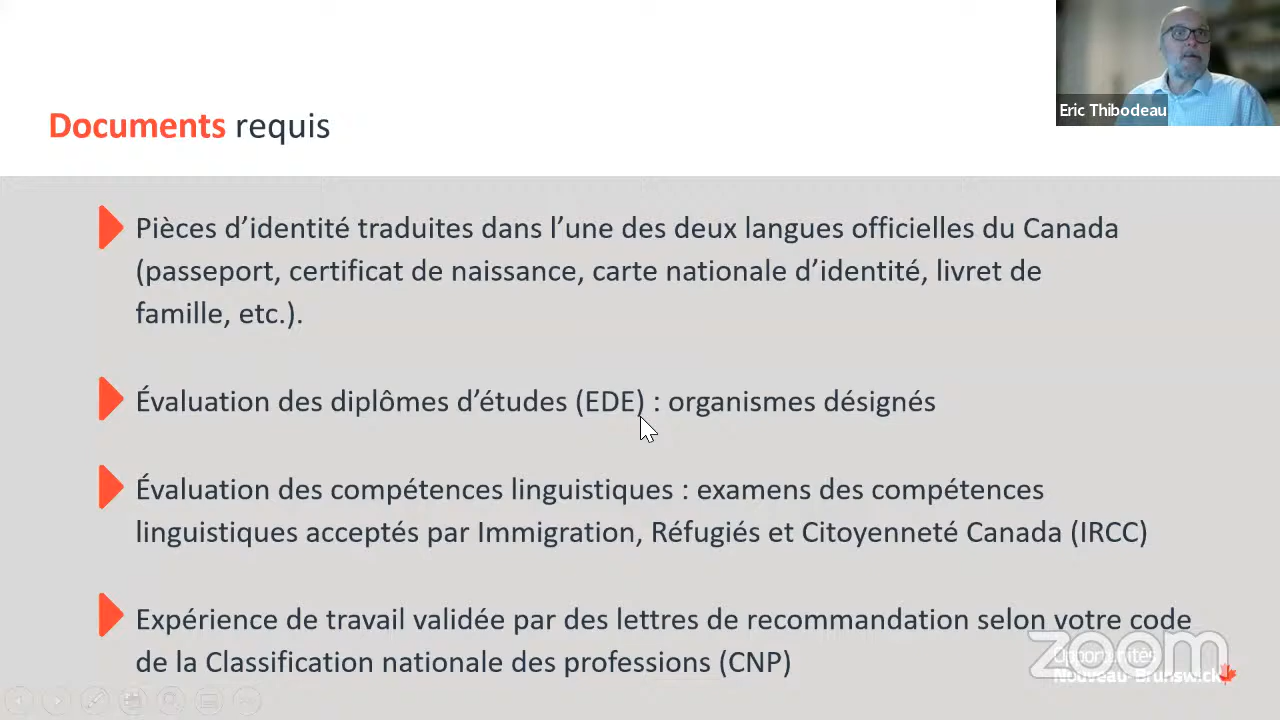 Eric Thibodeau
Documents requis
Pièces d’identité traduites dans l’une des deux langues officielles du Canada
(passeport, certificat de naissance, carte nationale d’identité, livret de
famille, etc.).
Évaluation des diplômes d’études (EDE) : organismes désignés
Évaluation des compétences linguistiques : examens des compétences
linguistiques acceptés par Immigration, Réfugiés et Citoyenneté Canada (IRCC)
Expérience de travail validée par des lettres de recommandation selon votre code
de la Classification nationale des professions (CNP)
zoom
Opportunités
Nouveau-Brunswick